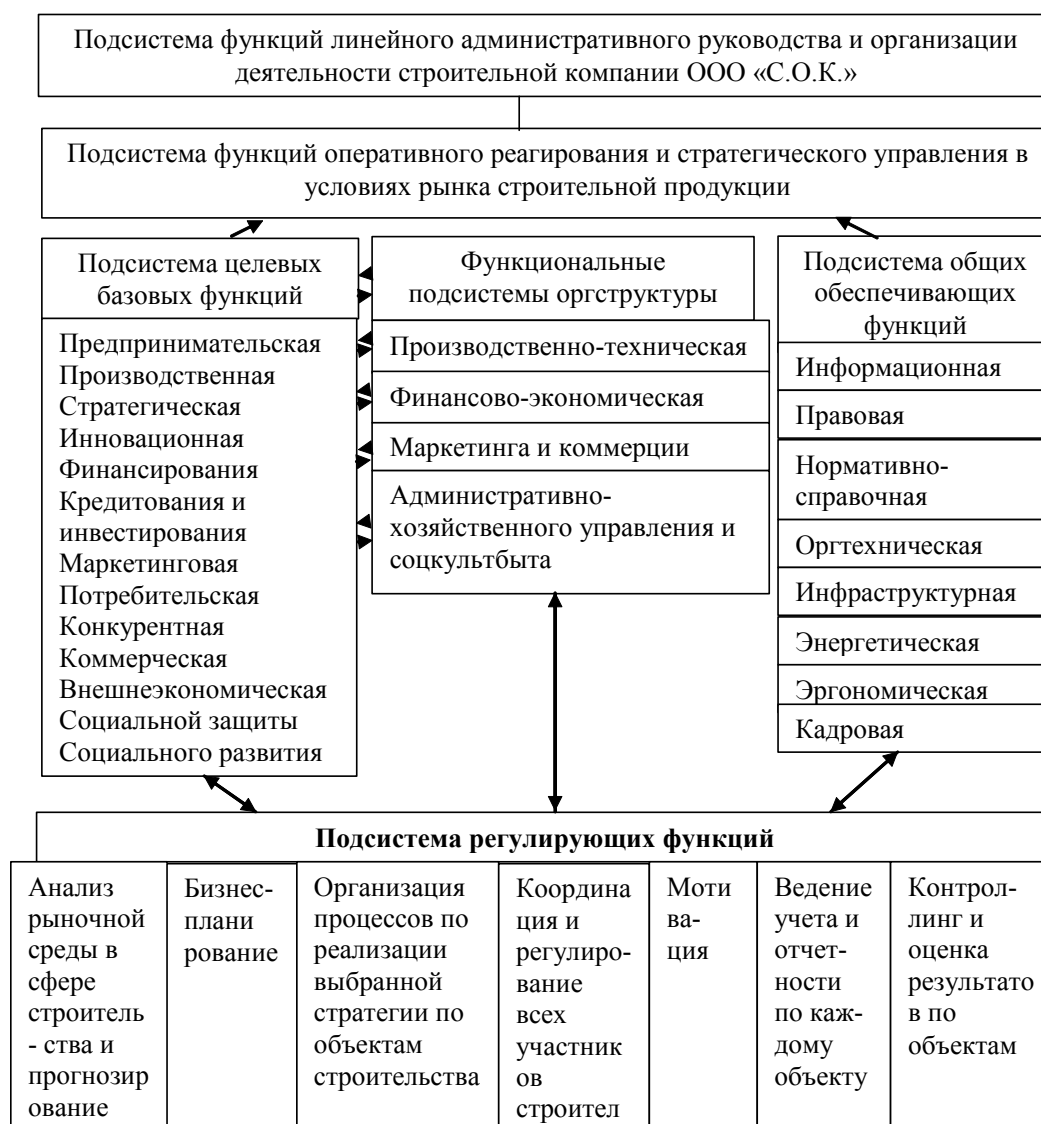 Подсистема функций линейного административного руководства и организации
деятельности строительной компании ООО «С.О.К.»
Подсистема функций оперативного реагирования и стратегического управления в
условиях рынка строительной продукции
Подсистема целевых
базовых функций
Предпринимательская
Производственная
Стратегическая
Инновационная
Финансирования
Кредитования и
инвестирования
Маркетинговая
Потребительская
Конкурентная
Коммерческая
Внешнеэкономическая
Социальной защиты
Социального развития
Функциональные
подсистемы оргструктуры
Производственно-техническая
Финансово-экономическая
Маркетинга и коммерции
Административно-
хозяйственного управления и
соцкультбыта
Подсистема общих
обеспечивающих
функций
Информационная
Правовая
Нормативно-
справочная
Оргтехническая
Инфраструктурная
Энергетическая
Эргономическая
Кадровая
Подсистема регулирующих функций
Анализ
рыночной
среды в
сфере
строитель
- ства и
прогнозир
ование
Бизнес-
плани
рование
Организация
процессов по
реализации
выбранной
стратегии по
объектам
строительства
Координа
ция и
регулиро-
вание
всех
участник
ов
строител
Моти
ва-
ция
Ведение
учета и
отчет-
ности
по каж-
дому
объекту
Контрол-
линг и
оценка
результато
в по
объектам